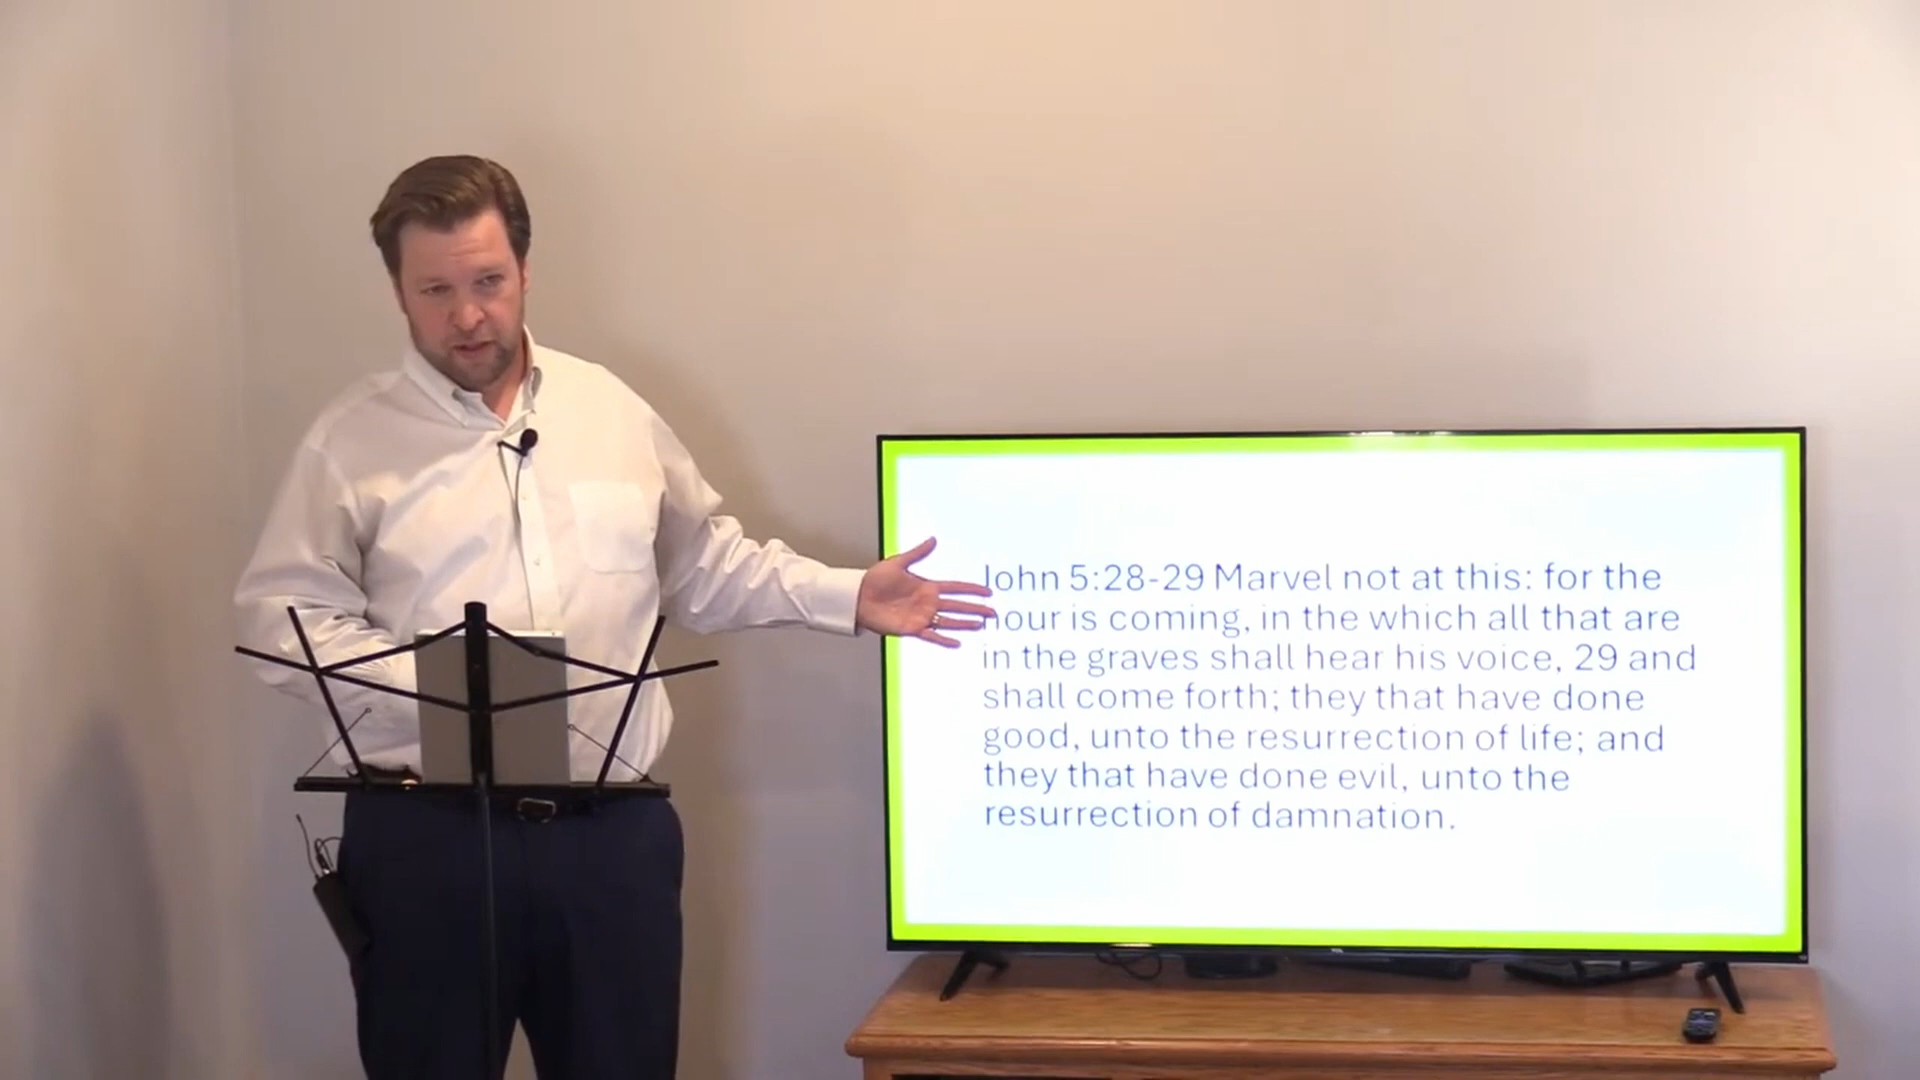 John 5:28-29 Marvel not at this: for the
hour is coming, in the which all that are
in the graves shall hear his voice, 29 and
shall come forth; they that have done
good, unto the resurrection of life; and
they that have done evil, unto the
resurrection of damnation.